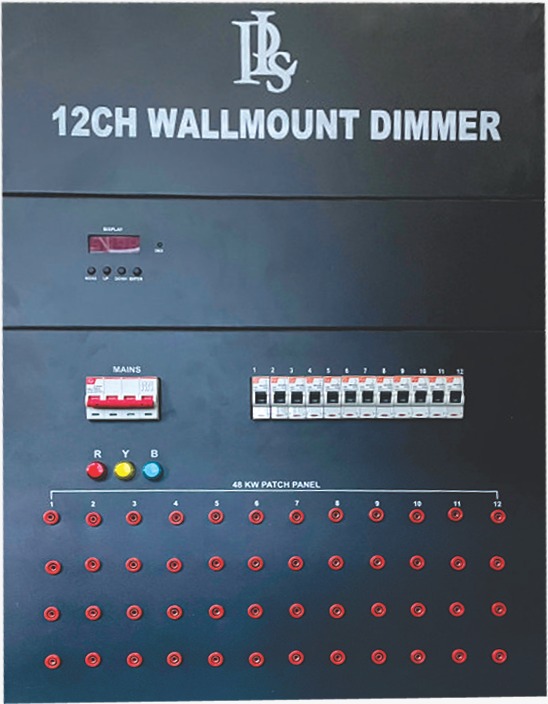 PLS
12CH WALLMOUNT DIMMER
DISPLAY
MENU UP DOWN ENTER
MAINS
1 2 3 4 5 6 7 8 9 10 11 12
R Y B
48 KW PATCH PANEL
1 2 3 4 5 6 7 8 9 10 11 12